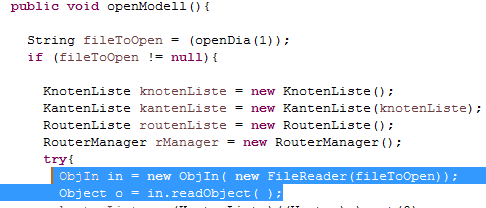 public void openModell(){
String fileToOpen = (openDia(1));
if (fileToOpen != null){
KnotenListe knotenListe = new KnotenListe();
KantenListe kantenListe = new KantenListe(knotenListe);
RoutenListe routenListe = new RoutenListe();
RouterManager rManager = new RouterManager();
try{
ObjIn in = new ObjIn( new FileReader(fileToOpen));
Object o = in.readObject( );